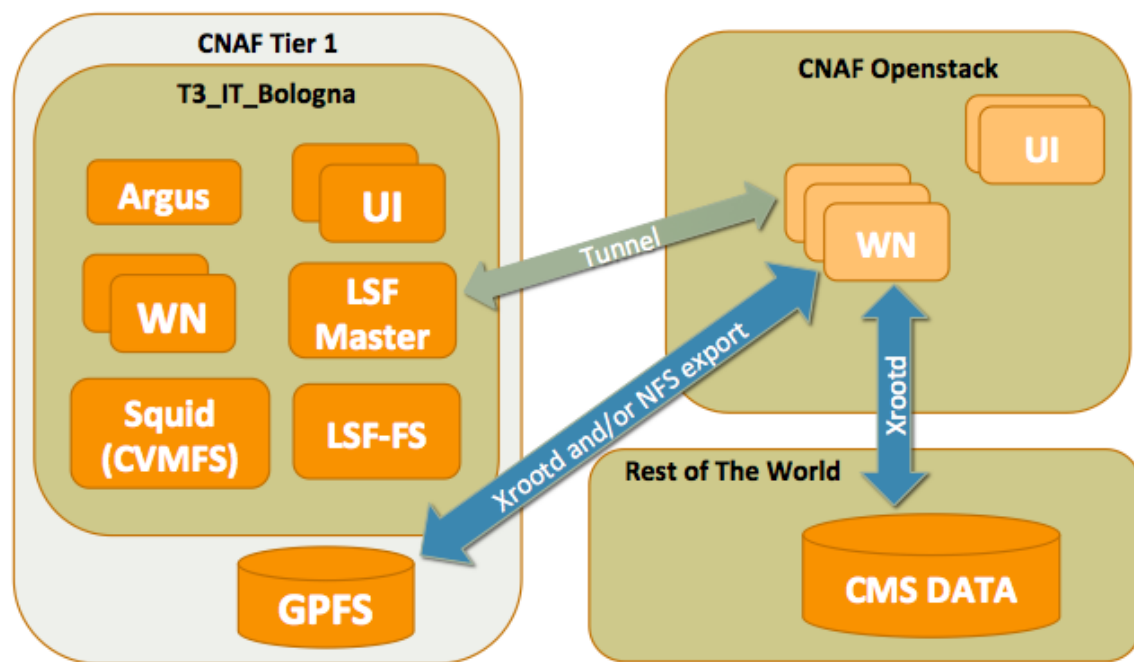 CNAF Tier 1
T3_IT_Bologna
Argus
UI
WN
LSF
Master
Squid
(CVMFS)
LSF-FS
GPFS
Tunnel
Xrootd and/or NFS export
CNAF Openstack
UI
WN
Xrootd
Rest of The World
CMS DATA